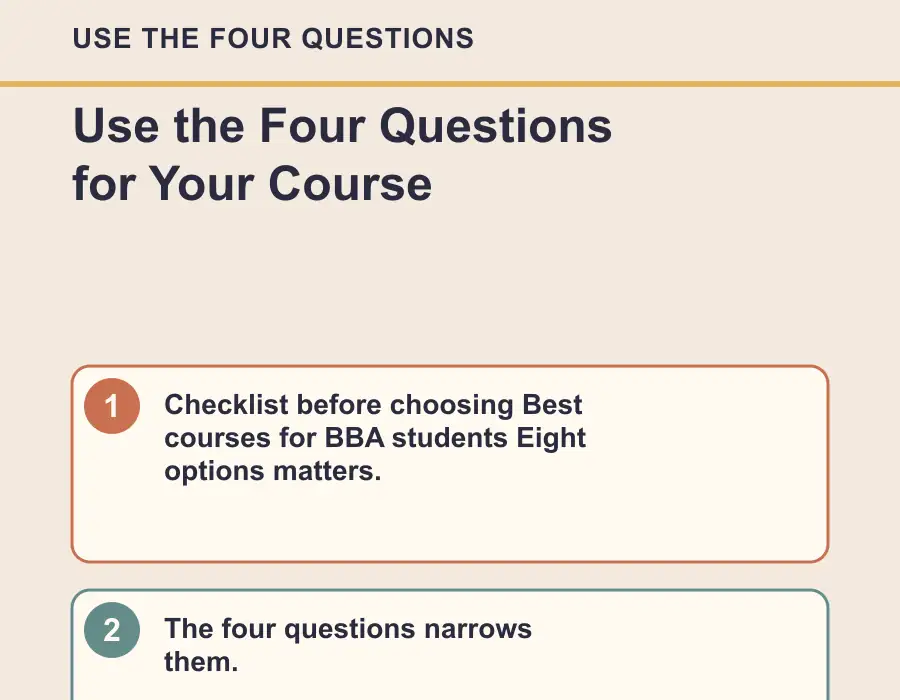 USE THE FOUR QUESTIONS
Use the Four Questions
for Your Course
1
Checklist before choosing Best
courses for BBA students Eight
options matters.
2
The four questions narrows
them.